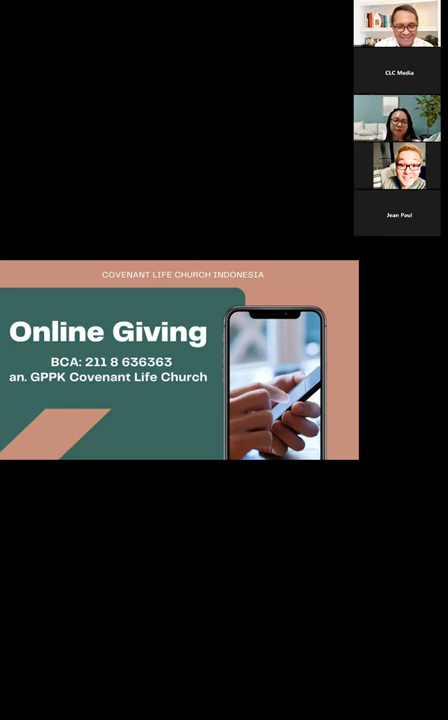 CLC Media
Jean Paul
COVENANT LIFE CHURCH INDONESIA
Online Giving
BCA: 211 8 636363
an. GPPK Covenant Life Church